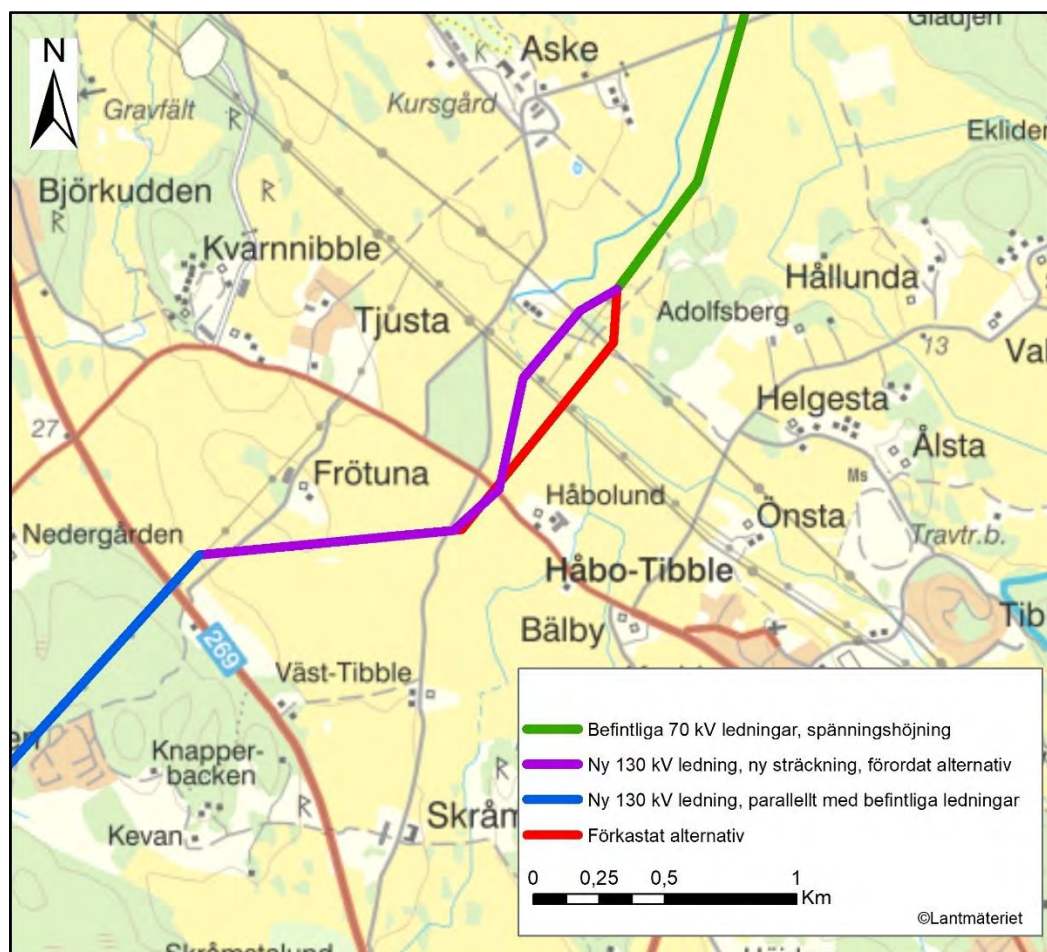 Glädjen
N
Aske
K
Gravfält
Kursgård
R
Eklider
Björkudden
R
R
Kvarnnibble
Hållunda
Adolfsberg
Tjusta
13
Val
Helgesta
27
Ålsta
Frötuna
Ms
Håbolund
Önsta
Nedergården
Travtr.b.
Håbo-Tibble
Tib
Bälby
269
Väst-Tibble
en
Knapper-
backen
R
Skråm
Kevan
R
Befintliga 70 kV ledningar, spänningshöjning
Ny 130 kV ledning, ny sträckning, förordat alternativ
Ny 130 kV ledning, parallellt med befintliga ledningar
Förkastat alternativ
0 0,25 0,5 1
Km
©Lantmäteriet